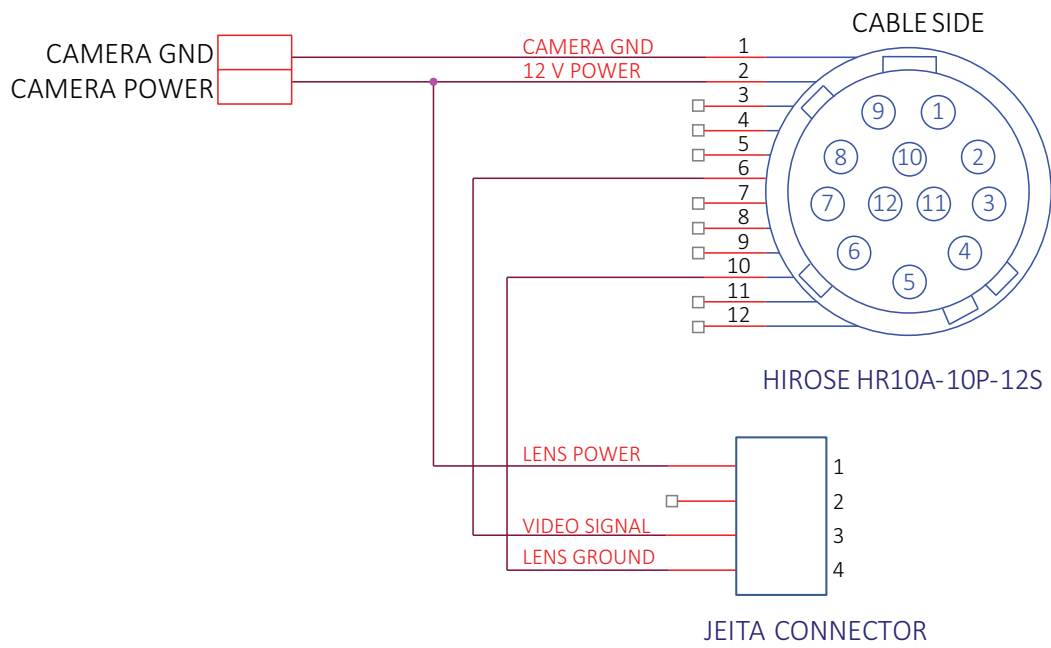 CABLE SIDE
CAMERA GND
CAMERA POWER
CAMERA GND
12 V POWER
1
2
3
4
5
6
7
8
9
10
11
12
9 1
8 10 2
7 12 11 3
6 4
5
HIROSE HR10A-10P-12S
LENS POWER
VIDEO SIGNAL
LENS GROUND
1
2
3
4
JEITA CONNECTOR